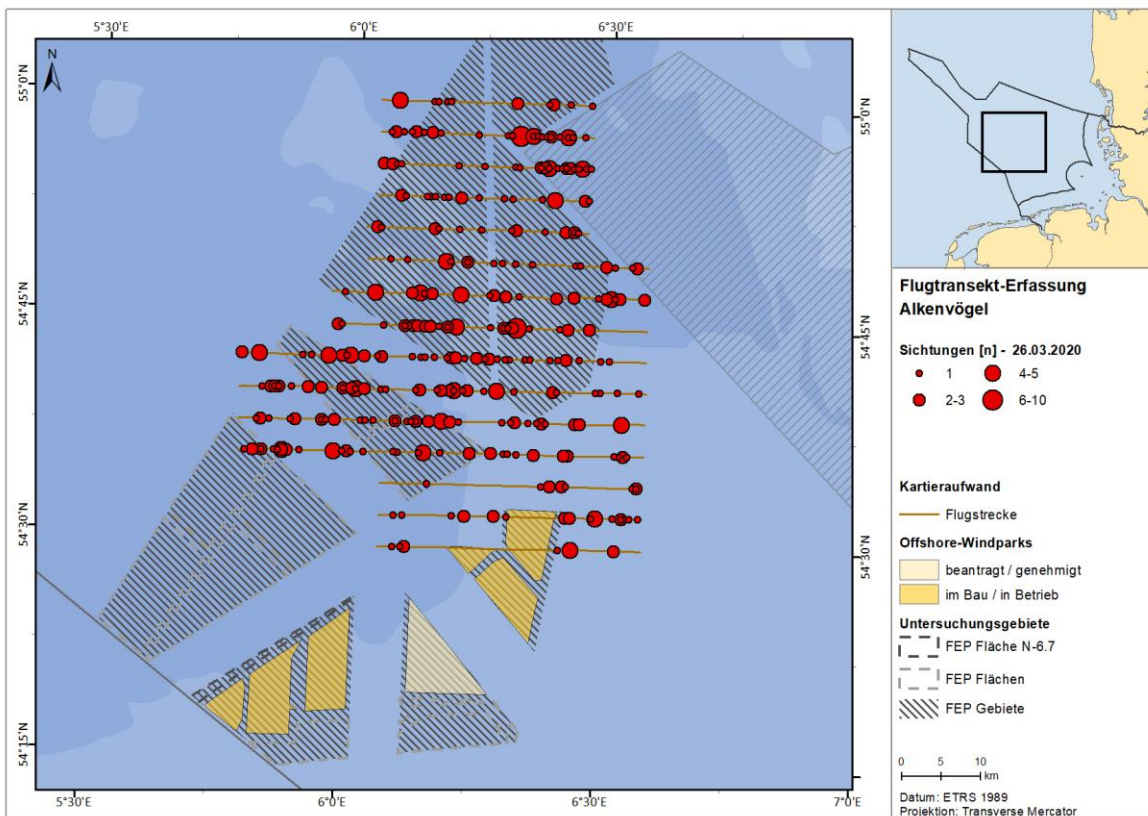 5°30'E
6°0'E
6°30'E
N
55°0'N
54°45'N
54°30'N
54°15'N
55°0'N
54°45'N
54°30'N
5°30'E
6°0'E
6°30'E
7°0'E
Flugtransekt-Erfassung
Alkenvögel
Sichtungen [n] - 26.03.2020
1
4-5
2-3
6-10
Kartieraufwand
Flugstrecke
Offshore-Windparks
beantragt / genehmigt
im Bau / in Betrieb
Untersuchungsgebiete
FEP Fläche N-6.7
FEP Flächen
FEP Gebiete
0 5 10
km
Datum: ETRS 1989
Projektion: Transverse Mercator